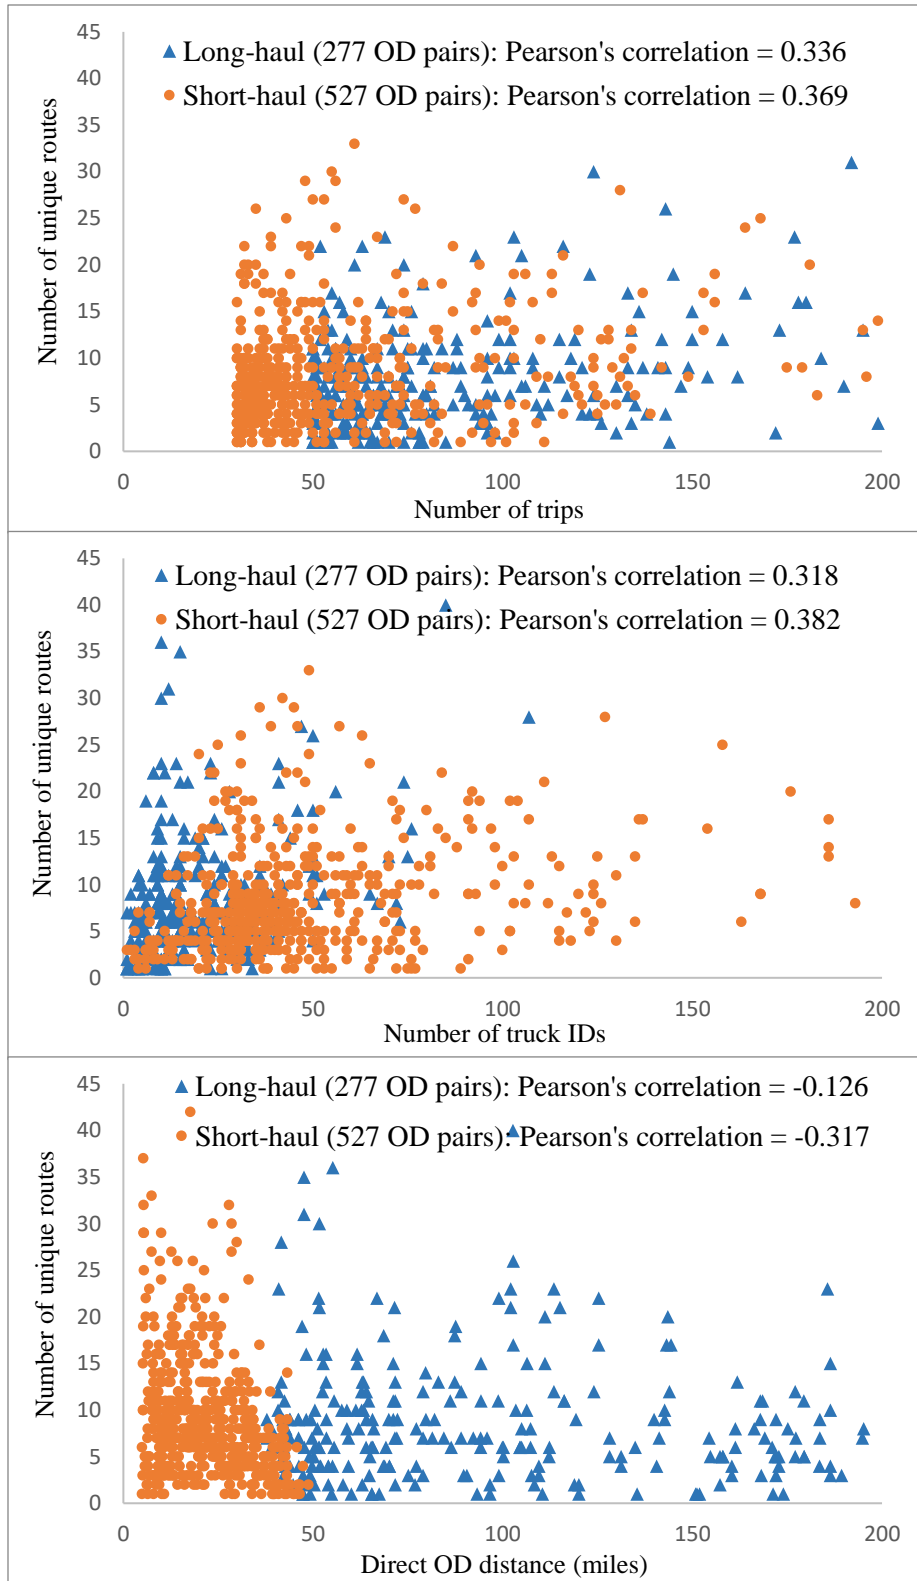 45
40
35
30
25
20
15
10
5
0
Number of unique routes
Long-haul (277 OD pairs): Pearson's correlation = 0.336
Short-haul (527 OD pairs): Pearson's correlation = 0.369
0 50 100 150 200
Number of trips
45
40
35
30
25
20
15
10
5
0
Number of unique routes
Long-haul (277 OD pairs): Pearson's correlation = 0.318
Short-haul (527 OD pairs): Pearson's correlation = 0.382
0 50 100 150 200
Number of truck IDs
45
40
35
30
25
20
15
10
5
0
Number of unique routes
Long-haul (277 OD pairs): Pearson's correlation = -0.126
Short-haul (527 OD pairs): Pearson's correlation = -0.317
0 50 100 150 200
Direct OD distance (miles)